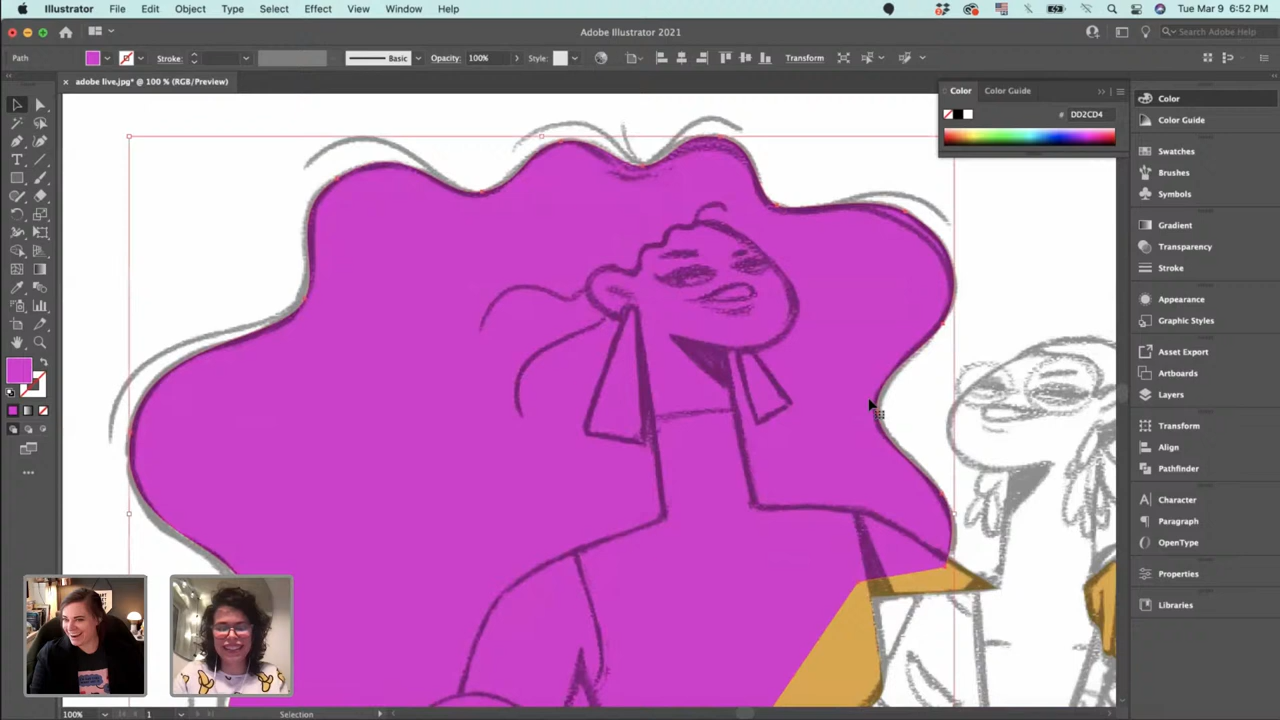 Illustrator File Edit Object Type Select Effect View Window Help Tue Mar 9 6:52 PM
Adobe Illustrator 2021 Search Adobe Help
Path Stroke: Basic Opacity: 100% Style: Transform
× adobe live.jpg* @ 100 % (RGB/Preview)
Color Color Guide
# DD2CD4
Color
Color Guide
Swatches
Brushes
Symbols
Gradient
Transparency
Stroke
Appearance
Graphic Styles
Asset Export
Artboards
Layers
Transform
Align
Pathfinder
Character
Paragraph
OpenType
Properties
Libraries
100% 1 Selection